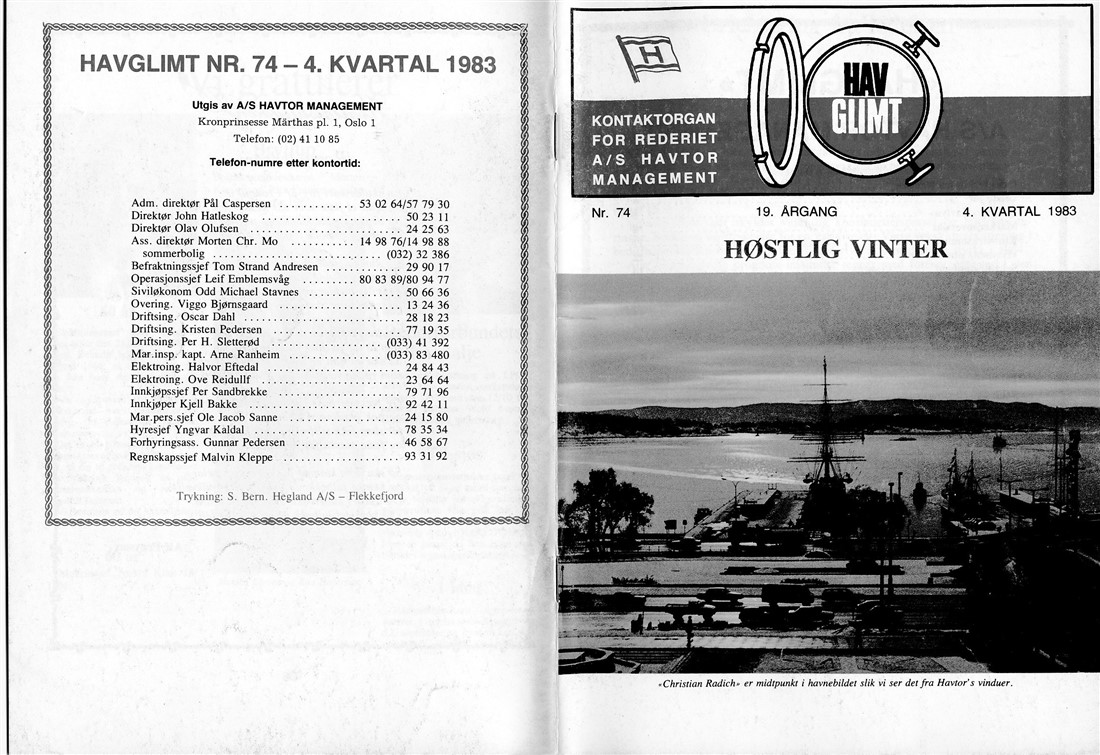 HAVGLIMT NR. 74 – 4. KVARTAL 1983
Utgis av A/S HAVTOR MANAGEMENT
Kronprinsesse Märthas pl. 1, Oslo 1
Telefon: (02) 41 10 85
Telefon-numre etter kontortid:
Adm. direktør Pål Caspersen ............. 53 02 64/57 79 30
Direktør John Hatleskog ........................ 50 23 11
Direktør Olav Olufsen .......................... 24 25 63
Ass. direktør Morten Chr. Mo ........... 14 98 76/14 98 88
sommerbolig ............................. (032) 32 386
Befraktningssjef Tom Strand Andresen ............. 29 90 17
Operasjonssjef Leif Emblemsvåg ......... 80 83 89/80 94 77
Siviløkonom Odd Michael Stavnes ................ 50 66 36
Overing. Viggo Bjørnsgaard ..................... 13 24 36
Driftsing. Oscar Dahl ........................... 28 18 23
Driftsing. Kristen Pedersen ...................... 77 19 35
Driftsing. Per H. Sletterød ................... (033) 41 392
Mar.insp./kapt. Arne Ranheim ................ (033) 83 480
Elektroing. Halvor Eftedal ....................... 24 84 43
Elektroing. Ove Reidullf ........................ 23 64 64
Innkjøpssjef Per Sandbrekke ..................... 79 71 96
Innkjøper Kjell Bakke .......................... 92 42 11
Mar.pers.sjef Ole Jacob Sanne .................... 24 15 80
Hyresjef Yngvar Kaldal ......................... 78 35 34
Forhyringsass. Gunnar Pedersen .................. 46 58 67
Regnskapssjef Malvin Kleppe .................... 93 31 92
Trykning: S. Bern. Hegland A/S – Flekkefjord
H
HAV
GLIMT
KONTAKTORGAN
FOR REDERIET
A/S HAVTOR
MANAGEMENT
Nr. 74 19. ÅRGANG 4. KVARTAL 1983
HØSTLIG VINTER
«Christian Radich» er midtpunkt i havnebildet slik vi ser det fra Havtor's vinduer.